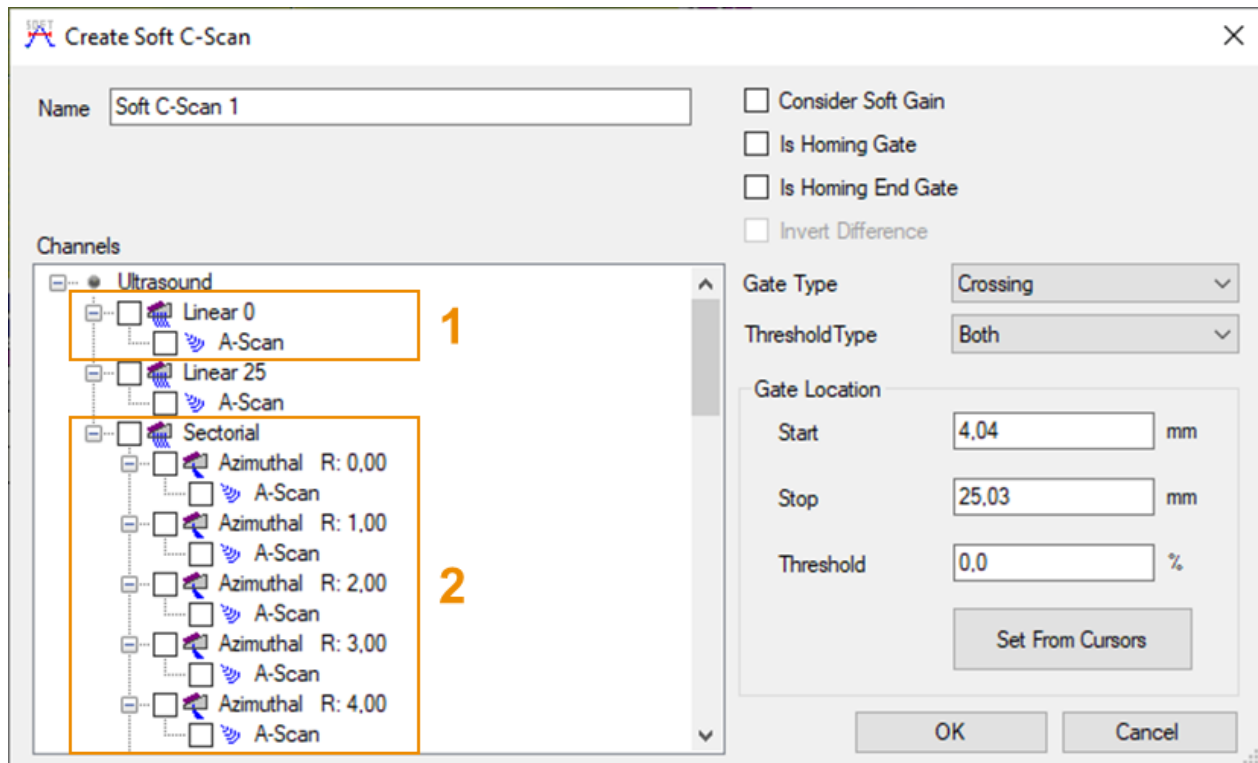 SOFT
Create Soft C-Scan
Name
Soft C-Scan 1
Channels
Ultrasound
Linear 0
A-Scan
1
Linear 25
A-Scan
Sectorial
Azimuthal R: 0,00
A-Scan
Azimuthal R: 1,00
A-Scan
Azimuthal R: 2,00
A-Scan
2
Azimuthal R: 3,00
A-Scan
Azimuthal R: 4,00
A-Scan
Consider Soft Gain
Is Homing Gate
Is Homing End Gate
Invert Difference
Gate Type Crossing
ThresholdType Both
Gate Location
Start 4,04 mm
Stop 25,03 mm
Threshold 0,0 %
Set From Cursors
OK Cancel